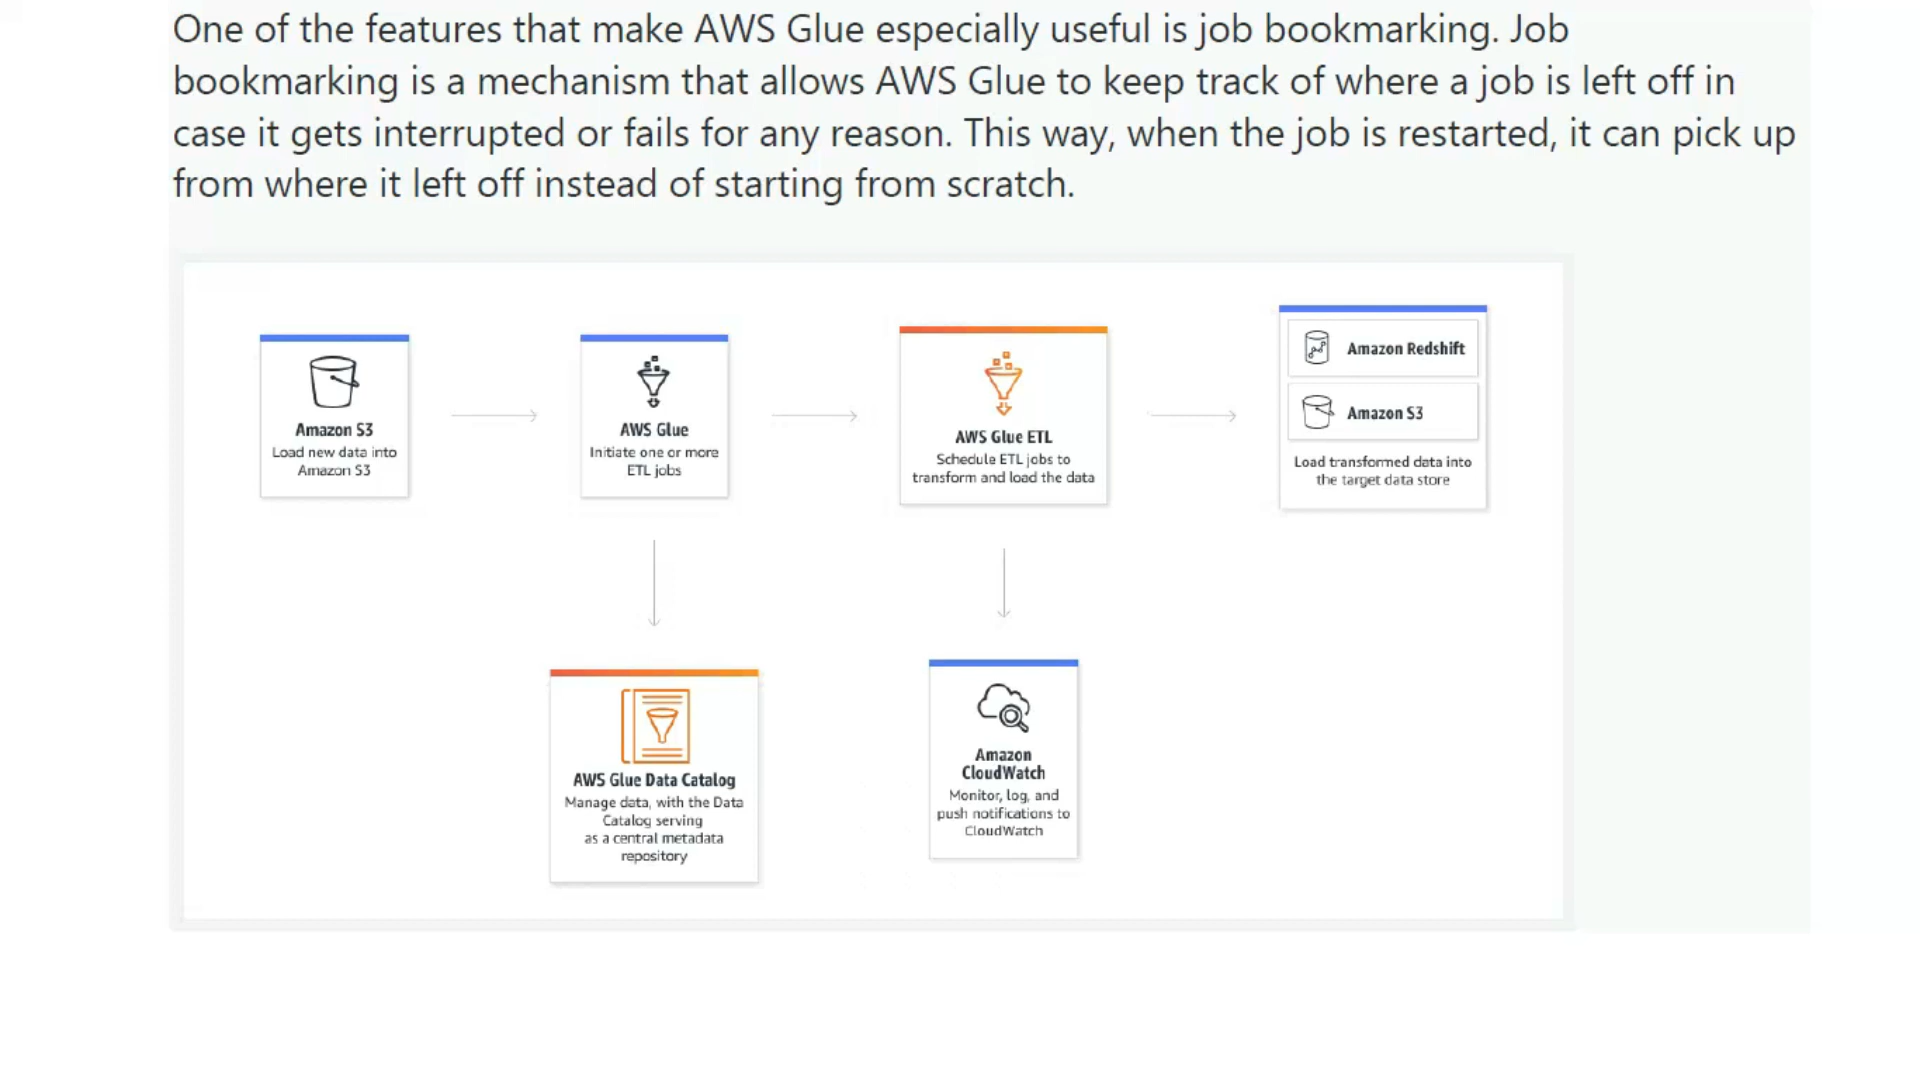 One of the features that make AWS Glue especially useful is job bookmarking. Job
bookmarking is a mechanism that allows AWS Glue to keep track of where a job is left off in
case it gets interrupted or fails for any reason. This way, when the job is restarted, it can pick up
from where it left off instead of starting from scratch.
Amazon S3
Load new data into
Amazon S3
AWS Glue
Initiate one or more
ETL jobs
AWS Glue ETL
Schedule ETL jobs to
transform and load the data
Amazon Redshift
Amazon S3
Load transformed data into
the target data store
AWS Glue Data Catalog
Manage data, with the Data
Catalog serving
as a central metadata
repository
Amazon
CloudWatch
Monitor, log, and
push notifications to
CloudWatch